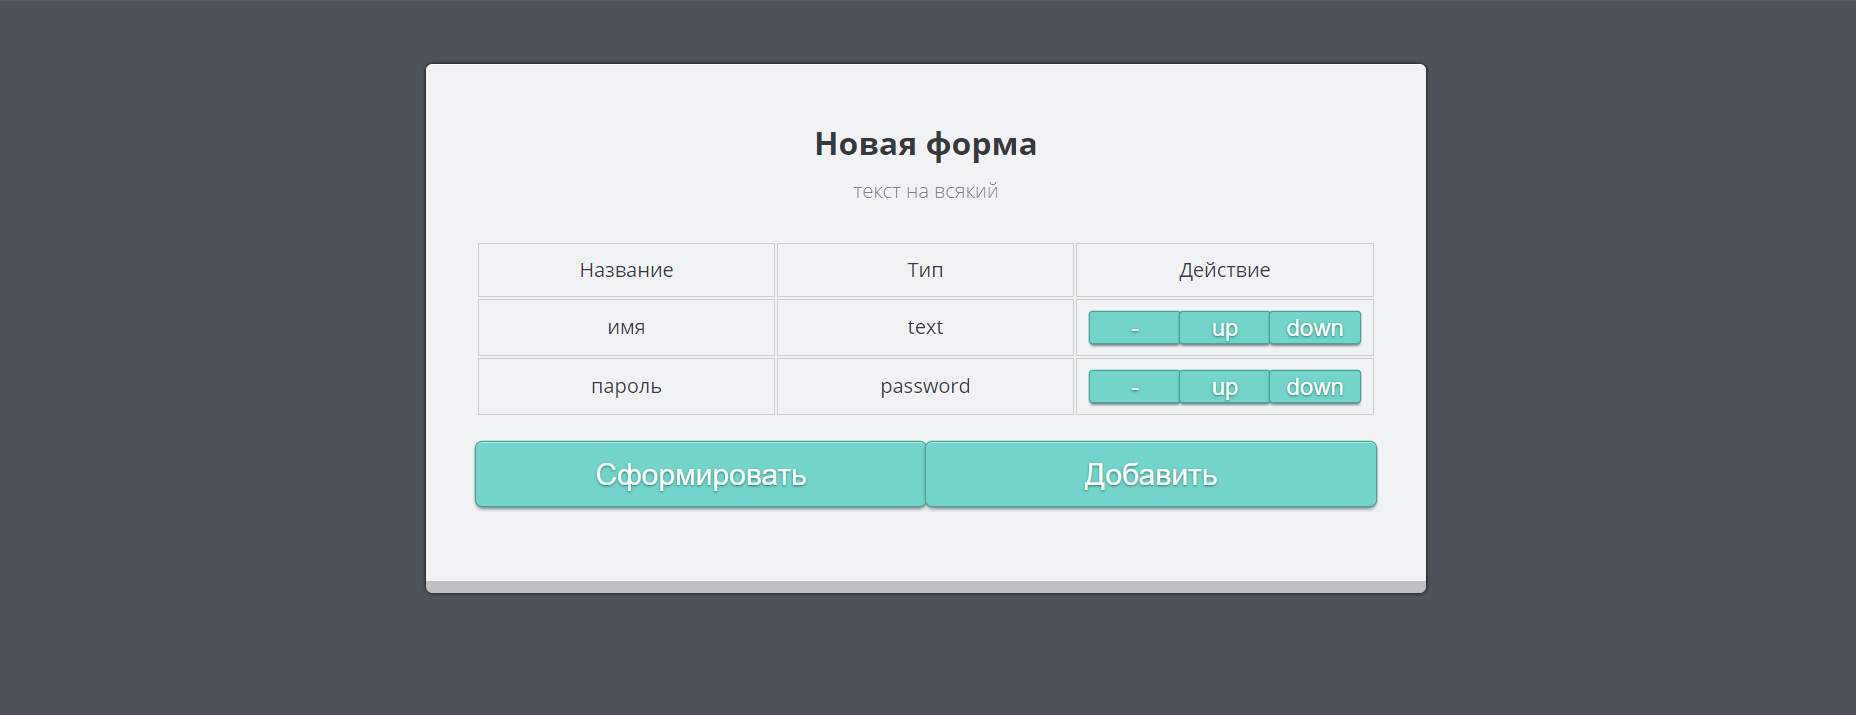 Новая форма
текст на всякий
Название Тип Действие
имя text - up down
пароль password - up down
Сформировать Добавить